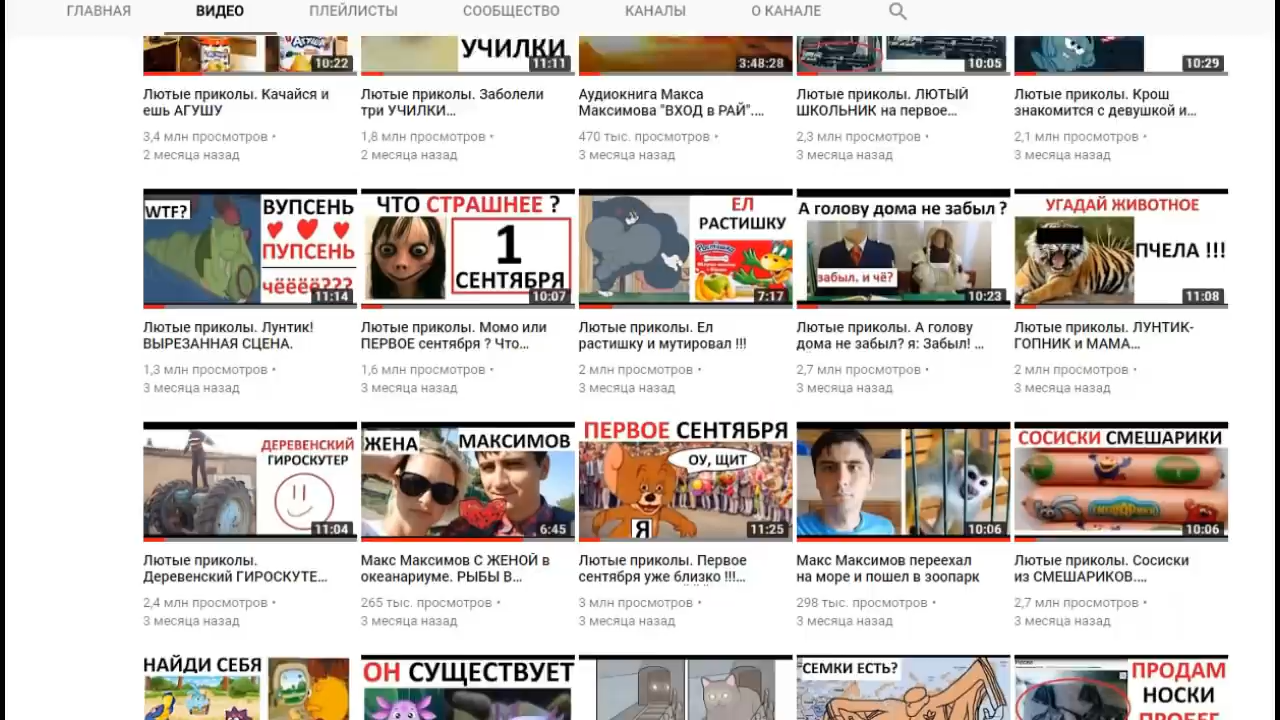 ГЛАВНАЯ ВИДЕО ПЛЕЙЛИСТЫ СООБЩЕСТВО КАНАЛЫ О КАНАЛЕ
10:22
УЧИЛКИ
11:11
3:48:28
10:05
10:29
Лютые приколы. Качайся и
ешь АГУШУ
3,4 млн просмотров •
2 месяца назад
Лютые приколы. Заболели
три УЧИЛКИ…
1,8 млн просмотров •
2 месяца назад
Аудиокнига Макса
Максимова "ВХОД в РАЙ".…
470 тыс. просмотров •
3 месяца назад
Лютые приколы. ЛЮТЫЙ
ШКОЛЬНИК на первое…
2,3 млн просмотров •
3 месяца назад
Лютые приколы. Крош
знакомится с девушкой и…
2,1 млн просмотров •
3 месяца назад
WTF?
ВУПСЕНЬ
ПУПСЕНЬ
чёёёё???
11:14
Лютые приколы. Лунтик!
ВЫРЕЗАННАЯ СЦЕНА.
1,3 млн просмотров •
3 месяца назад
ЧТО СТРАШНЕЕ ?
1
СЕНТЯБРЯ
10:07
Лютые приколы. Момо или
ПЕРВОЕ сентября ? Что…
1,6 млн просмотров •
3 месяца назад
ЕЛ
РАСТИШКУ
7:17
Лютые приколы. Ел
растишку и мутировал !!!
2 млн просмотров •
3 месяца назад
А голову дома не забыл ?
забыл, и чё?
10:23
Лютые приколы. А голову
дома не забыл? я: Забыл! …
2,7 млн просмотров •
3 месяца назад
УГАДАЙ ЖИВОТНОЕ
ПЧЕЛА !!!
11:08
Лютые приколы. ЛУНТИК-
ГОПНИК и МАМА…
2 млн просмотров •
3 месяца назад
ДЕРЕВЕНСКИЙ
ГИРОСКУТЕР
11:04
Лютые приколы.
Деревенский ГИРОСКУТЕ…
2,4 млн просмотров •
3 месяца назад
ЖЕНА МАКСИМОВ
6:45
Макс Максимов С ЖЕНОЙ в
океанариуме. РЫБЫ В…
265 тыс. просмотров •
3 месяца назад
ПЕРВОЕ СЕНТЯБРЯ
ОУ, ЩИТ
Я
11:25
Лютые приколы. Первое
сентября уже близко !!!…
3 млн просмотров •
3 месяца назад
10:06
Макс Максимов переехал
на море и пошел в зоопарк
298 тыс. просмотров •
3 месяца назад
СОСИСКИ СМЕШАРИКИ
10:06
Лютые приколы. Сосиски
из СМЕШАРИКОВ.…
2,7 млн просмотров •
3 месяца назад
НАЙДИ СЕБЯ
ОН СУЩЕСТВУЕТ
СЕМКИ ЕСТЬ?
ПРОДАМ
НОСКИ